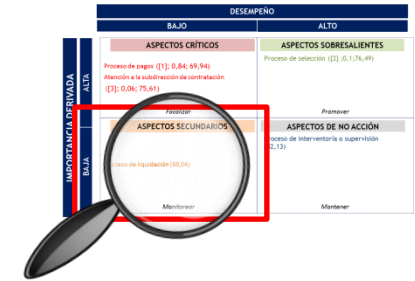 DESEMPEÑO
BAJO
ALTO
IMPORTANCIA DERIVADA
ALTA
ASPECTOS CRÍTICOS
Proceso de pagos ([1]; 0,84; 69,94)
Atención a la subdirección de contratación
([3]; 0,06; 75,61)
Focalizar
ASPECTOS SOBRESALIENTES
Proceso de selección ([2] ;0,1;76,49)
Promover
BAJA
ASPECTOS SECUNDARIOS
de liquidación (69,04)
Monitorear
ASPECTOS DE NO ACCIÓN
Proceso de interventoría o supervisión
2,13)
Mantener